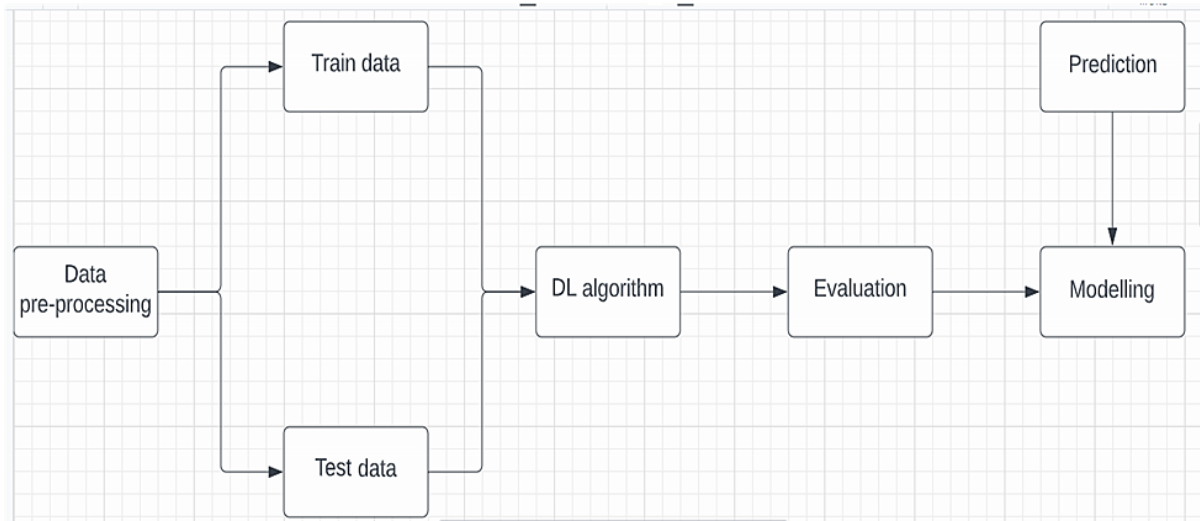 Train data
Prediction
Data
pre-processing
DL algorithm
Evaluation
Modelling
Test data